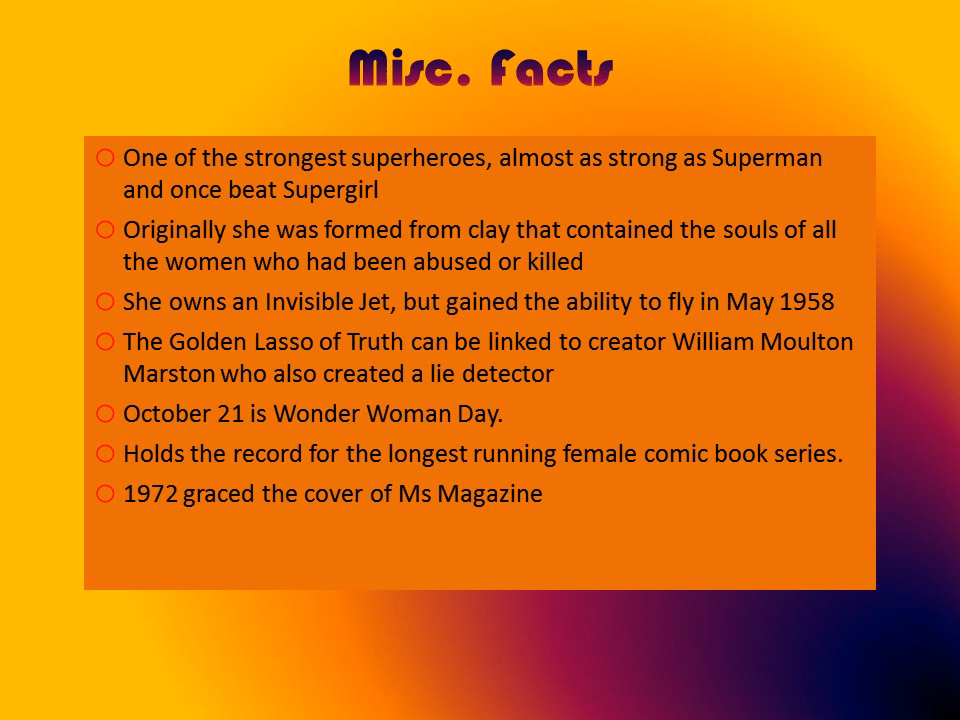 Misc. Facts
One of the strongest superheroes, almost as strong as Superman
and once beat Supergirl
Originally she was formed from clay that contained the souls of all
the women who had been abused or killed
She owns an Invisible Jet, but gained the ability to fly in May 1958
The Golden Lasso of Truth can be linked to creator William Moulton
Marston who also created a lie detector
October 21 is Wonder Woman Day.
Holds the record for the longest running female comic book series.
1972 graced the cover of Ms Magazine